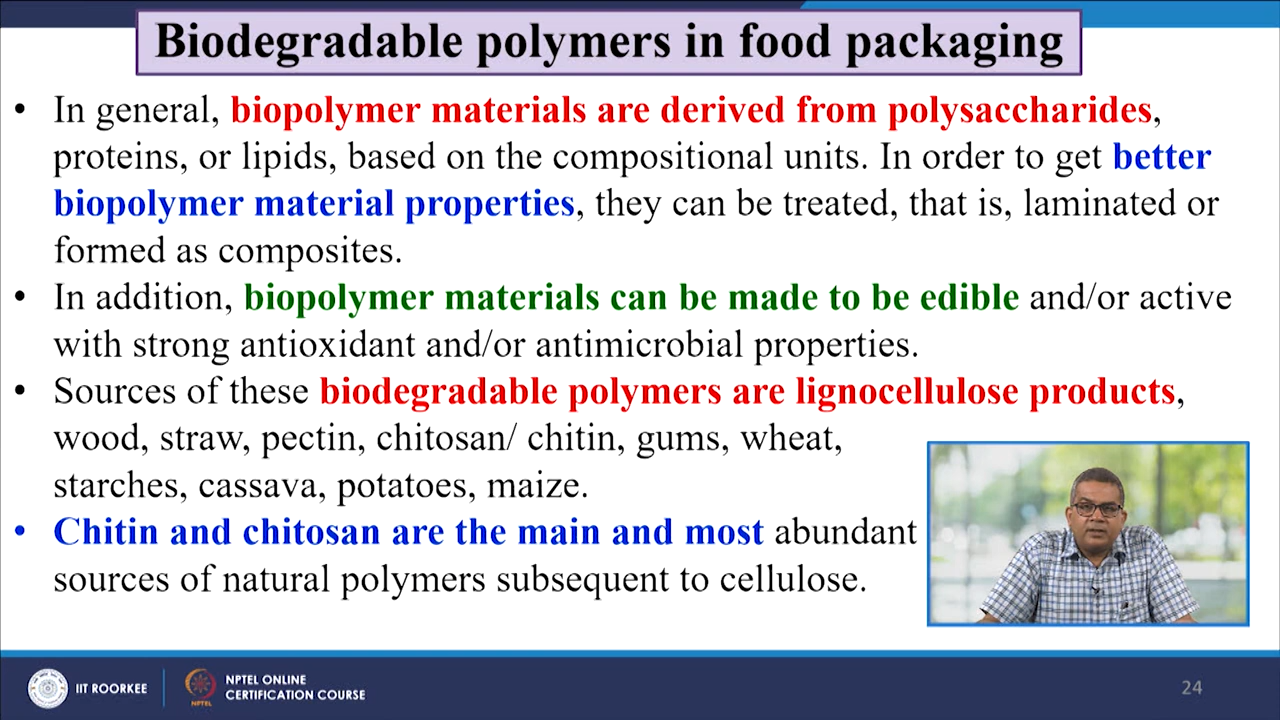 Biodegradable polymers in food packaging
• In general, biopolymer materials are derived from polysaccharides,
proteins, or lipids, based on the compositional units. In order to get better
biopolymer material properties, they can be treated, that is, laminated or
formed as composites.
• In addition, biopolymer materials can be made to be edible and/or active
with strong antioxidant and/or antimicrobial properties.
• Sources of these biodegradable polymers are lignocellulose products,
wood, straw, pectin, chitosan/ chitin, gums, wheat,
starches, cassava, potatoes, maize.
• Chitin and chitosan are the main and most abundant
sources of natural polymers subsequent to cellulose.
IIT ROORKEE
NPTEL
NPTEL ONLINE
CERTIFICATION COURSE
24